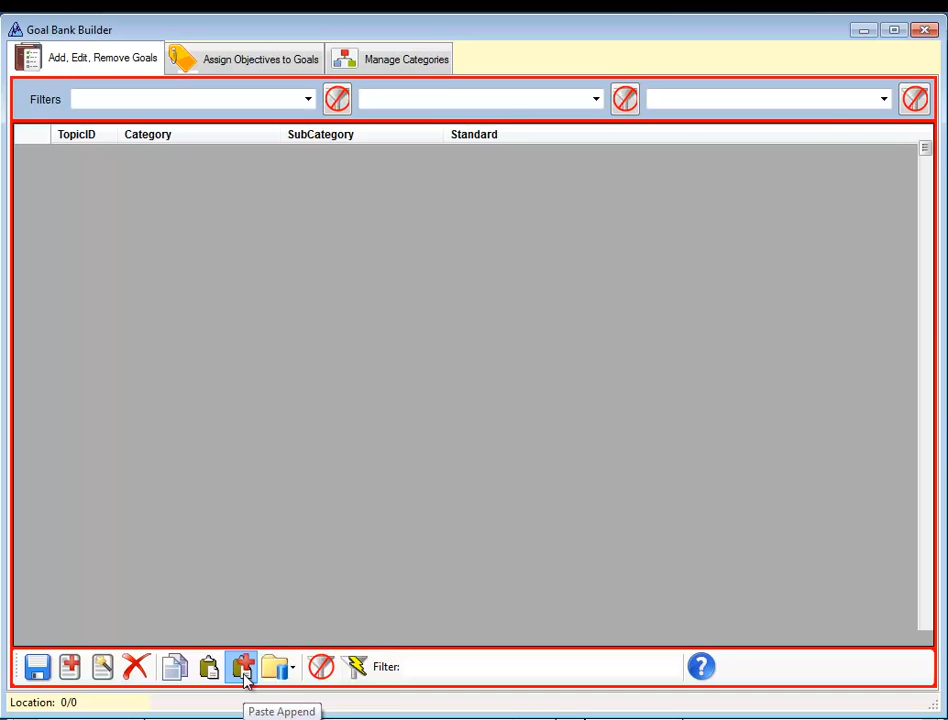 Goal Bank Builder
Add, Edit, Remove Goals Assign Objectives to Goals Manage Categories
Filters
TopicID Category SubCategory Standard
Filter: ?
Location: 0/0
Paste Append